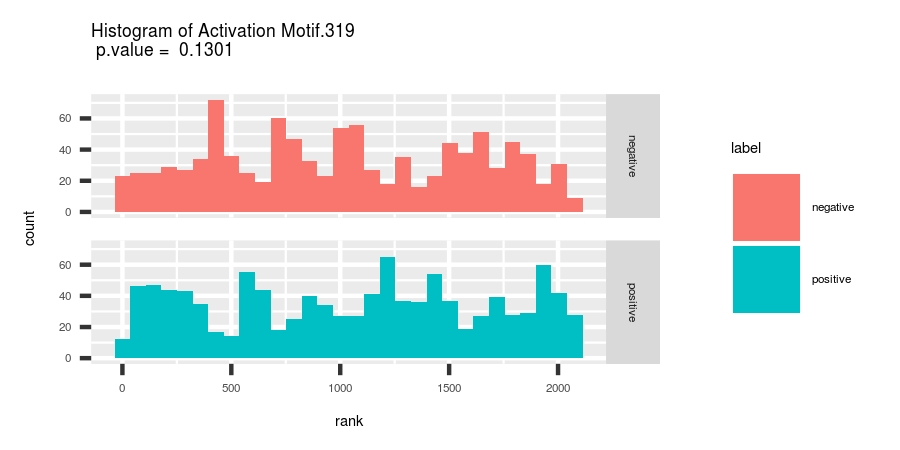 Histogram of Activation Motif.319
p.value =  0.1301
count
60
40
20
0
negative
60
40
20
0
positive
0
500
1000
1500
2000
rank
label
negative
positive